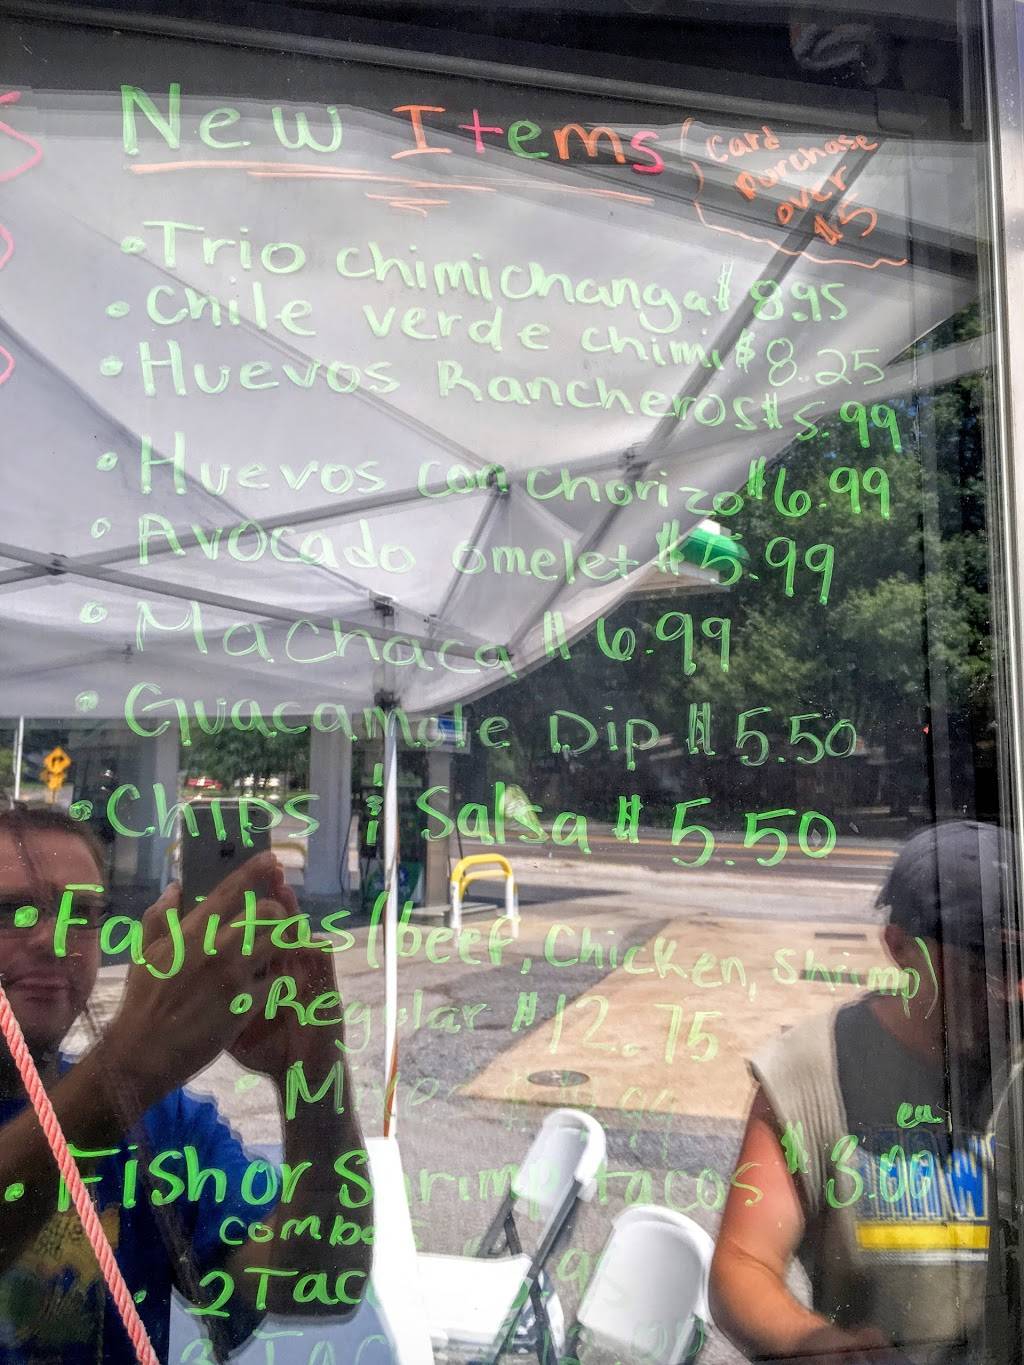 New Items
Card
purchase
over
$5
• Trio chimichanga $ 8.95
• Chile verde chimi $ 8.25
• Huevos Rancheros $ 5.99
• Huevos con chorizo $ 6.99
• Avocado omelet $ 5.99
• Machaca $ 6.99
• Guacamole Dip $ 5.50
• Chips & Salsa $ 5.50
• Fajitas (beef, Chicken, Shrimp)
• Regular $ 12.75
ea
• Fish or Shrimp tacos $ 3.00
2